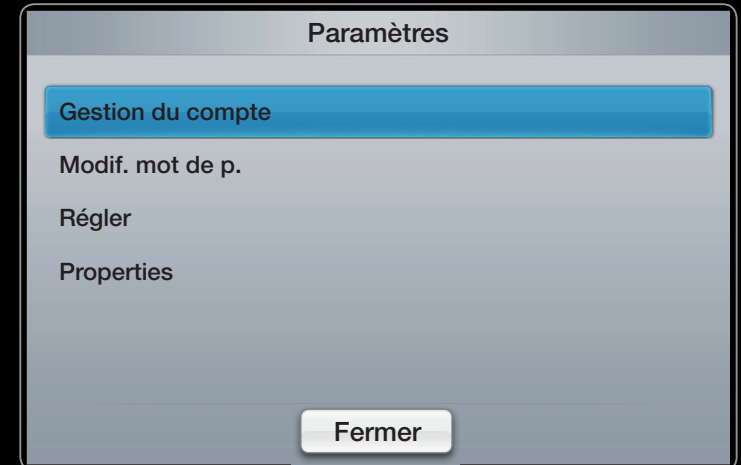 Paramètres
Gestion du compte
Modif. mot de p.
Régler
Properties
Fermer